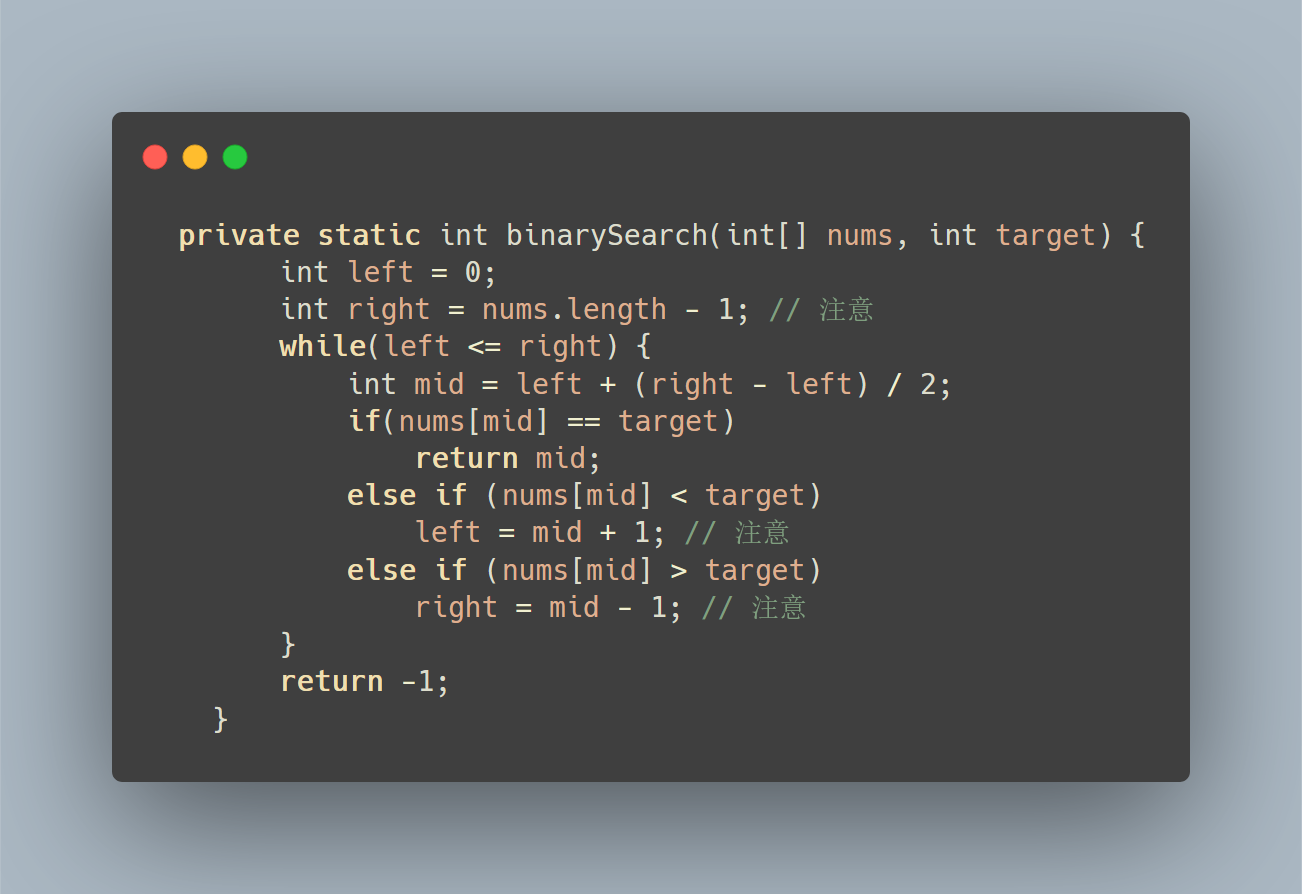 private static int binarySearch(int[] nums, int target) {
int left = 0;
int right = nums.length - 1; // 注意
while(left <= right) {
int mid = left + (right - left) / 2;
if(nums[mid] == target)
return mid;
else if (nums[mid] < target)
left = mid + 1; // 注意
else if (nums[mid] > target)
right = mid - 1; // 注意
}
return -1;
}